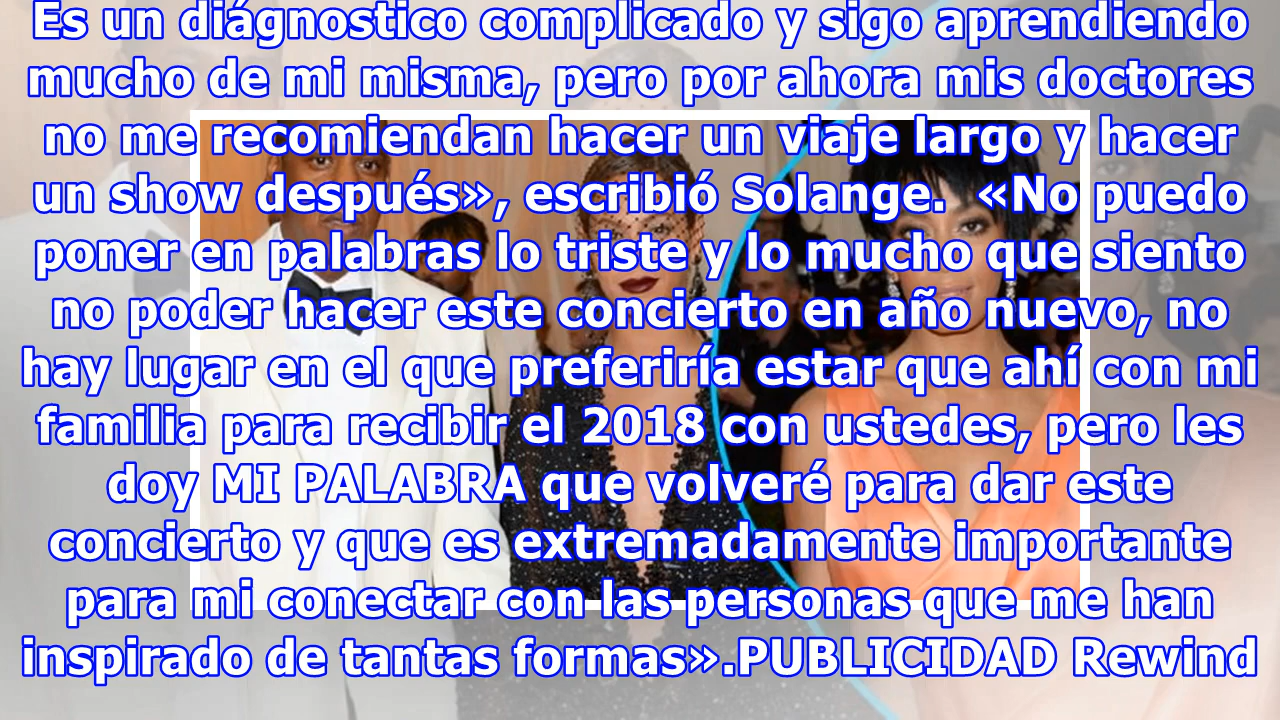 Es un diágnostico complicado y sigo aprendiendo
mucho de mi misma, pero por ahora mis doctores
no me recomiendan hacer un viaje largo y hacer
un show después», escribió Solange.  «No puedo
poner en palabras lo triste y lo mucho que siento
no poder hacer este concierto en año nuevo, no
hay lugar en el que preferiría estar que ahí con mi
familia para recibir el 2018 con ustedes, pero les
doy MI PALABRA que volveré para dar este
concierto y que es extremadamente importante
para mi conectar con las personas que me han
inspirado de tantas formas».PUBLICIDAD Rewind